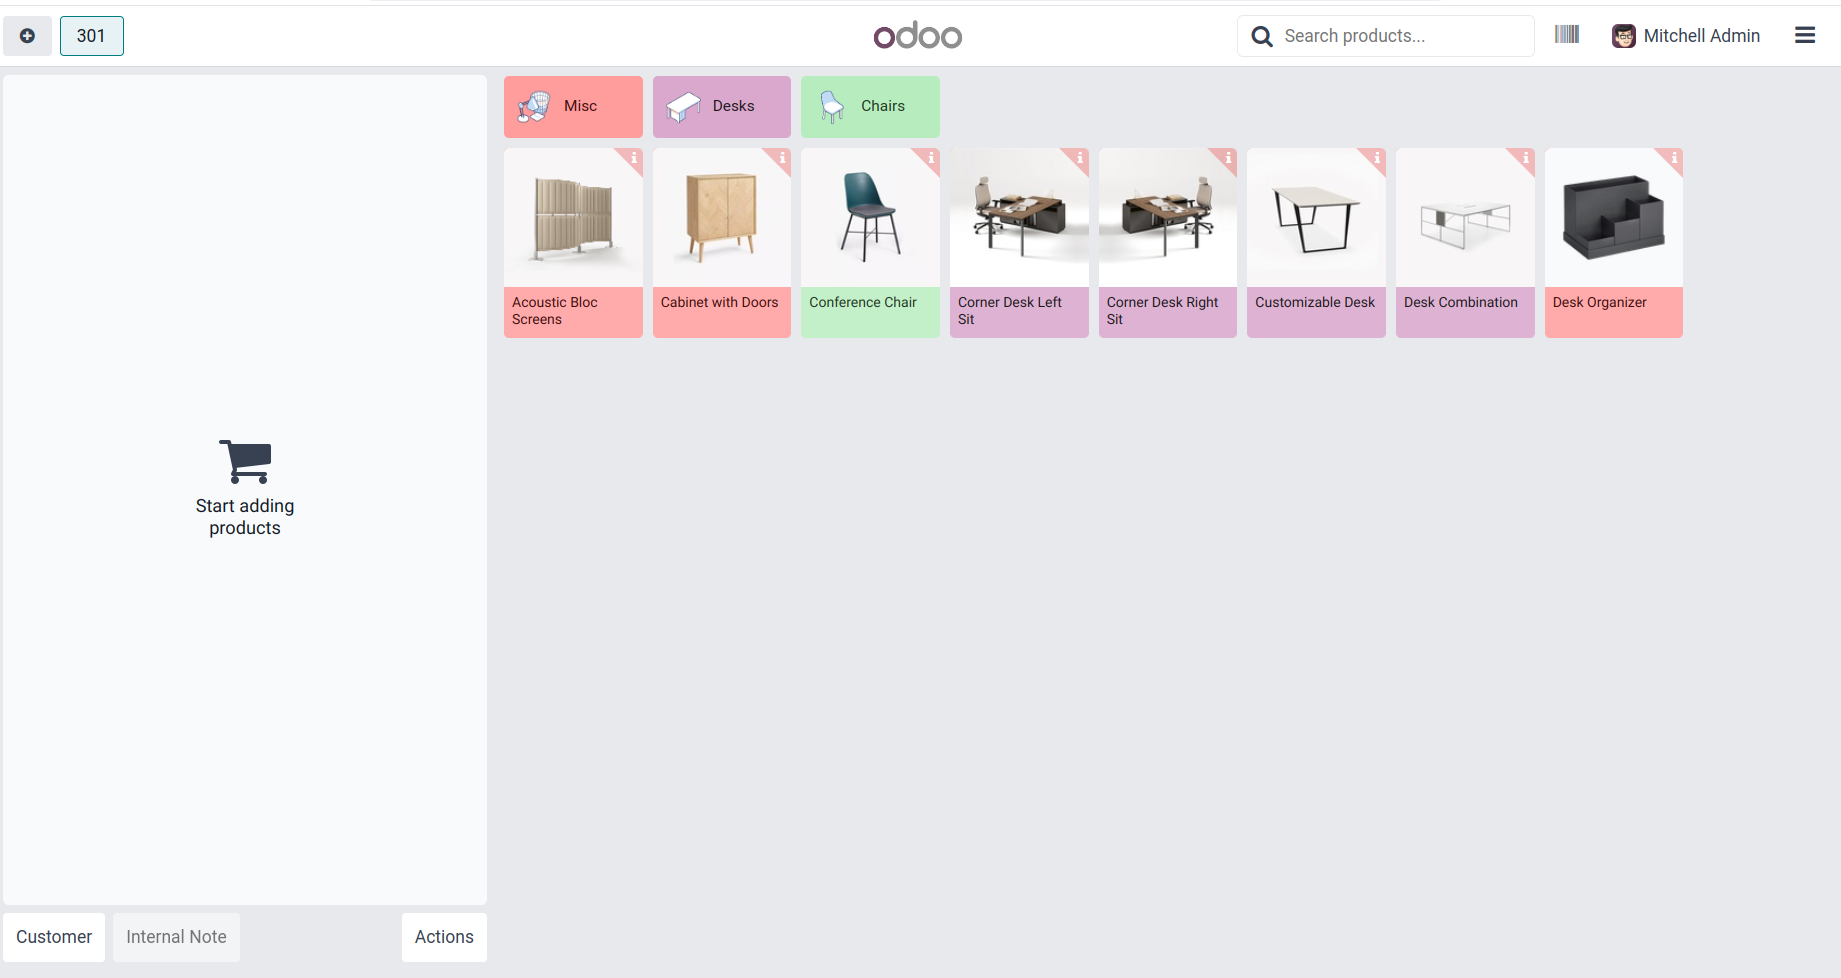 301
odoo
Search products...
Mitchell Admin
Misc
Desks
Chairs
Acoustic Bloc
Screens
Cabinet with Doors
Conference Chair
Corner Desk Left
Sit
Corner Desk Right
Sit
Customizable Desk
Desk Combination
Desk Organizer
Start adding
products
Customer
Internal Note
Actions